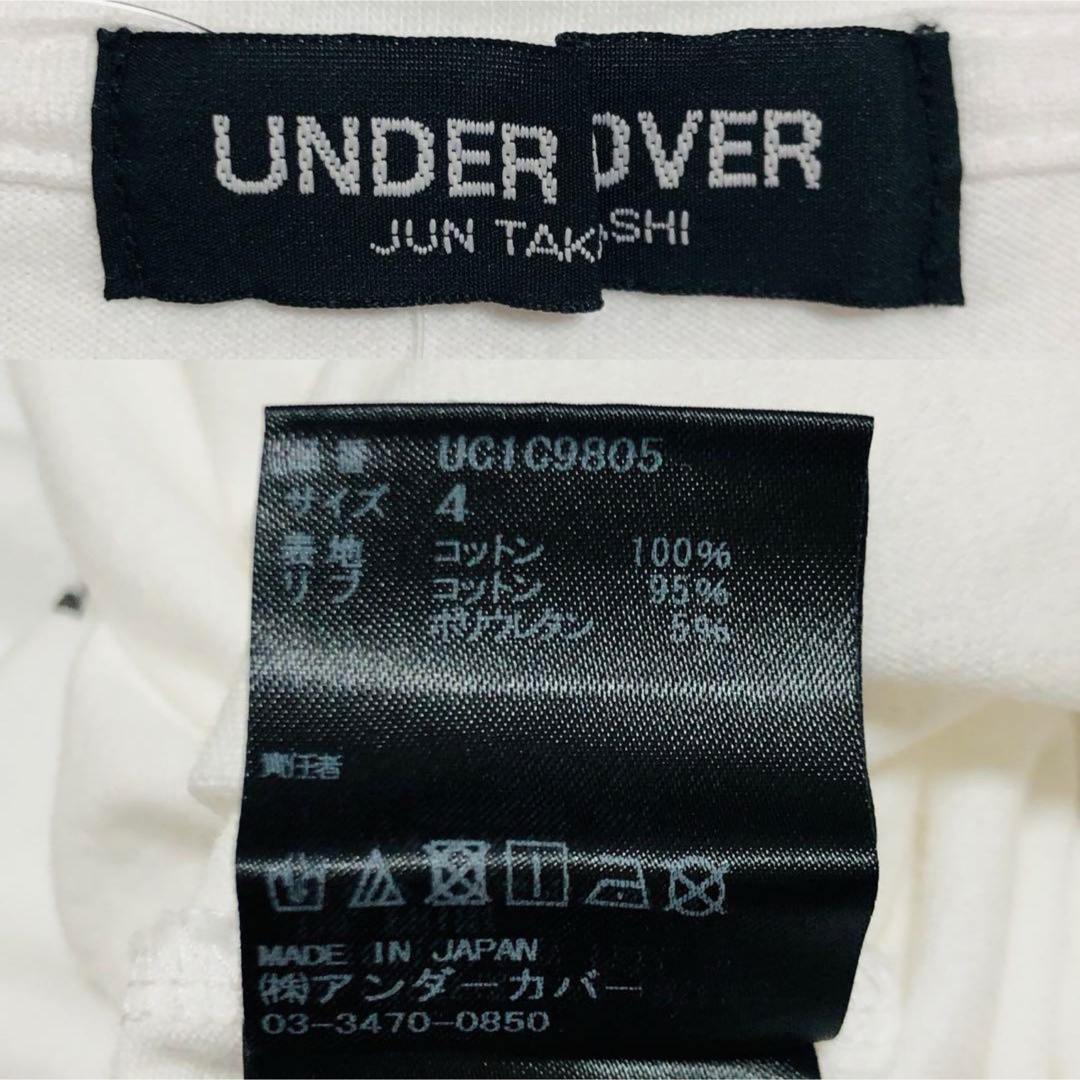 UNDER OVER
JUN TAK SHI
品番 UC1C9805
サイズ 4
表地 コットン 100%
リブ コットン 95%
ポリウレタン 5%
責任者
MADE IN JAPAN
㈱アンダーカバー
03-3470-0850